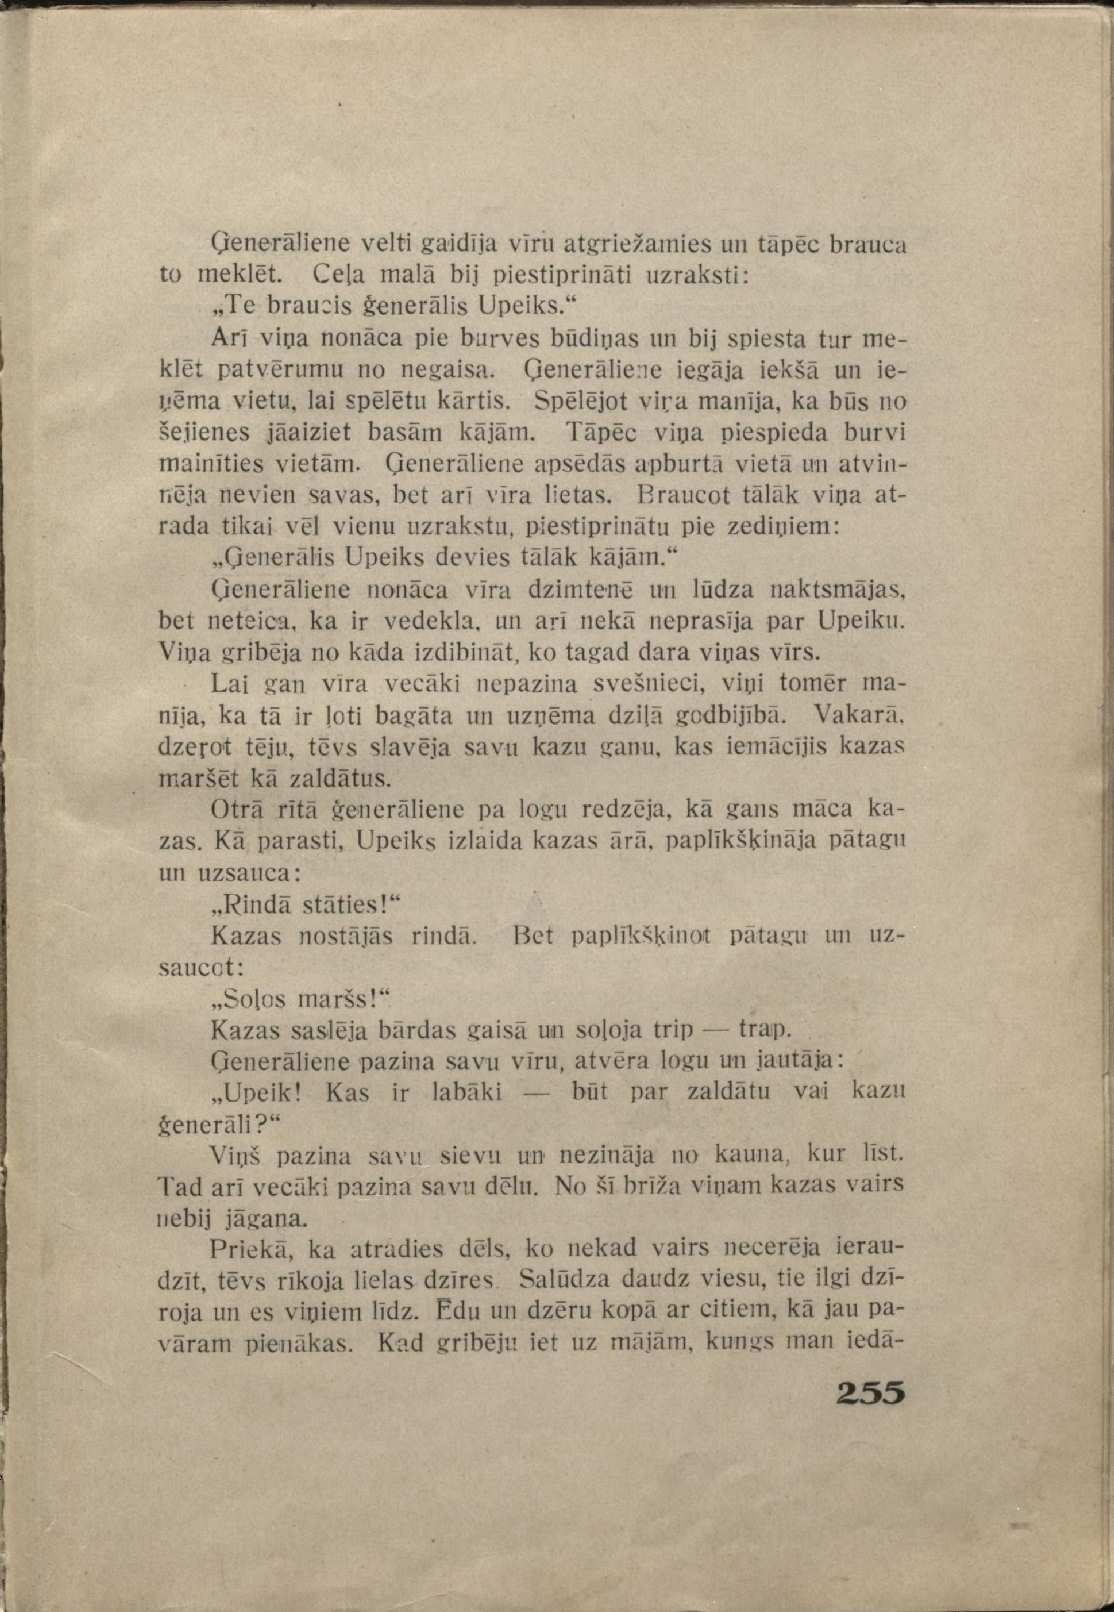 Ģenerāliene velti gaidīja vīru atgriežamies un tāpēc brauca
to meklēt. Ceļa malā bij piestiprināti uzraksti:
„Te braucis ģenerālis Upeiks.“
Arī viņa nonāca pie burves būdiņas un bij spiesta tur me-
klēt patvērumu no negaisa. Ģenerāliene iegāja iekšā un ie-
ņēma vietu, lai spēlētu kārtis. Spēlējot viņa manīja, ka būs no
šejienes jāaiziet basām kājām. Tāpēc viņa piespieda burvi
mainīties vietām. Ģenerāliene apsēdās apburtā vietā un atvin-
nēja nevien savas, bet arī vīra lietas. Braucot tālāk viņa at-
rada tikai vēl vienu uzrakstu, piestiprinātu pie zediņiem:
„Ģenerālis Upeiks devies tālāk kājām.“
Ģenerāliene nonāca vīra dzimtenē un lūdza naktsmājas,
bet neteica, ka ir vedekla, un arī nekā neprasīja par Upeiku.
Viņa gribēja no kāda izdibināt, ko tagad dara viņas vīrs.
Lai gan vīra vecāki nepazina svešnieci, viņi tomēr ma-
nīja, ka tā ir ļoti bagāta un uzņēma dziļā godbijībā. Vakarā,
dzeŗot tēju, tēvs slavēja savu kazu ganu, kas iemācījis kazas
maršēt kā zaldātus.
Otrā rītā ģenerāliene pa logu redzēja, kā gans māca ka-
zas. Kā parasti, Upeiks izlaida kazas ārā, paplīkšķināja pātagu
un uzsauca:
„Rindā stāties!“
Kazas nostājās rindā. Bet paplīkšķinot pātagu un uz-
saucot:
„Soļos maršs!“
Kazas saslēja bārdas gaisā un soļoja trip — trap.
Ģenerāliene pazina savu vīru, atvēra logu un jautāja:
„Upeik! Kas ir labāki — būt par zaldātu vai kazu
ģenerāli?“
Viņš pazina savu sievu un nezināja no kauna, kur līst.
Tad arī vecāki pazina savu dēlu. No šī brīža viņam kazas vairs
nebij jāgana.
Priekā, ka atradies dēls, ko nekad vairs necerēja ierau-
dzīt, tēvs rīkoja lielas dzīres. Salūdza daudz viesu, tie ilgi dzī-
roja un es viņiem līdz. Ēdu un dzēru kopā ar citiem, kā jau pa-
vāram pienākas. Kad gribēju iet uz mājām, kungs man iedā-
255